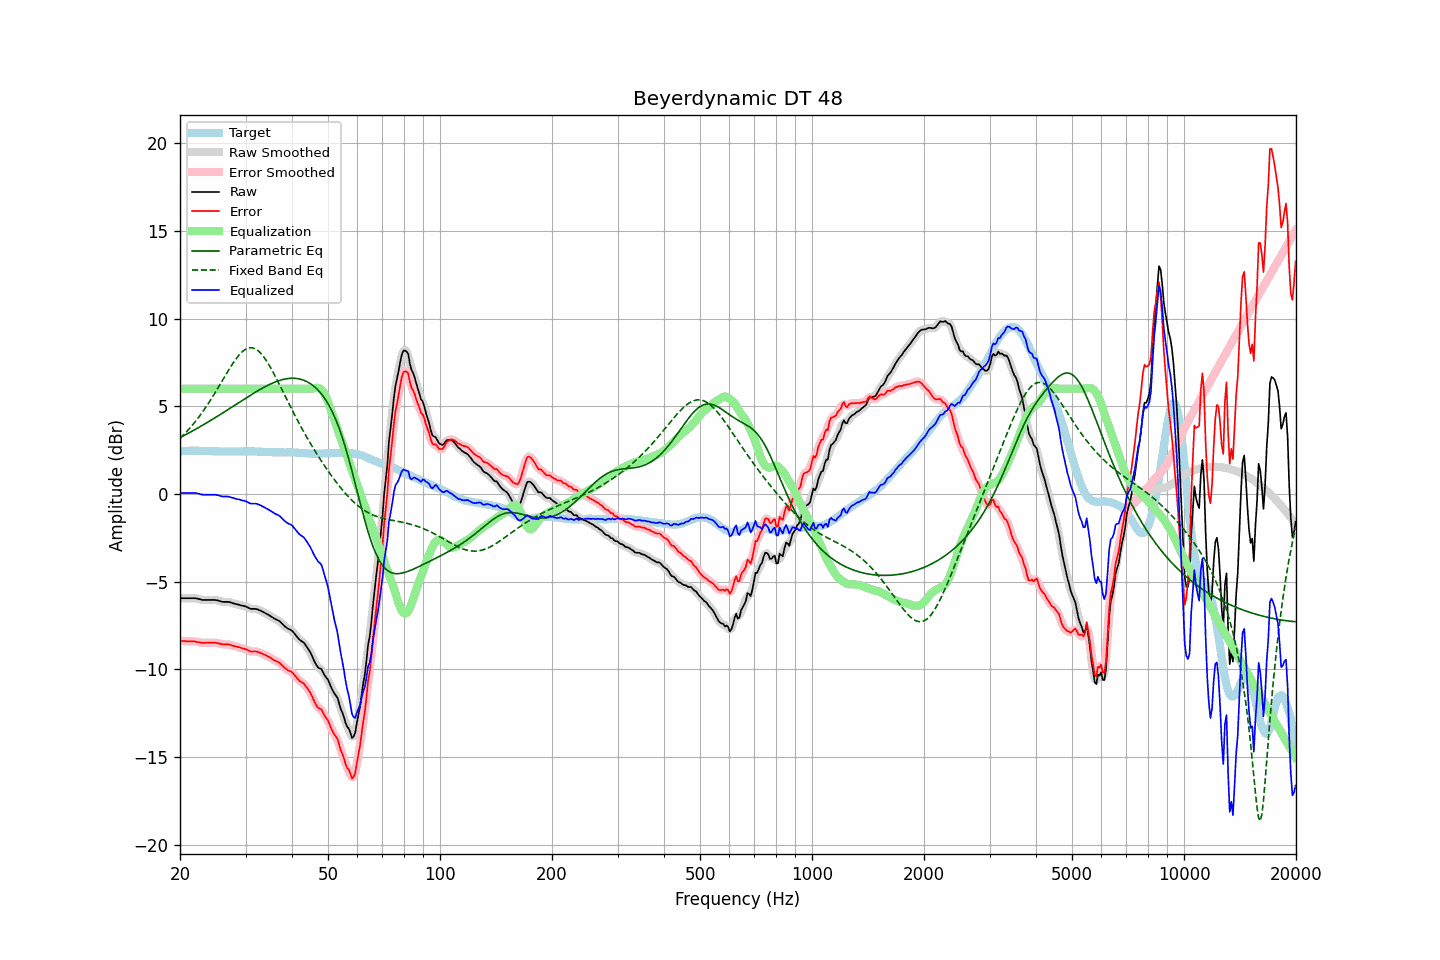 Beyerdynamic DT 48
Target
Raw Smoothed
Error Smoothed
Raw
Error
Equalization
Parametric Eq
Fixed Band Eq
Equalized
Amplitude (dBr)
20
15
10
5
0
−5
−10
−15
−20
20 50 100 200 500 1000 2000 5000 10000 20000
Frequency (Hz)